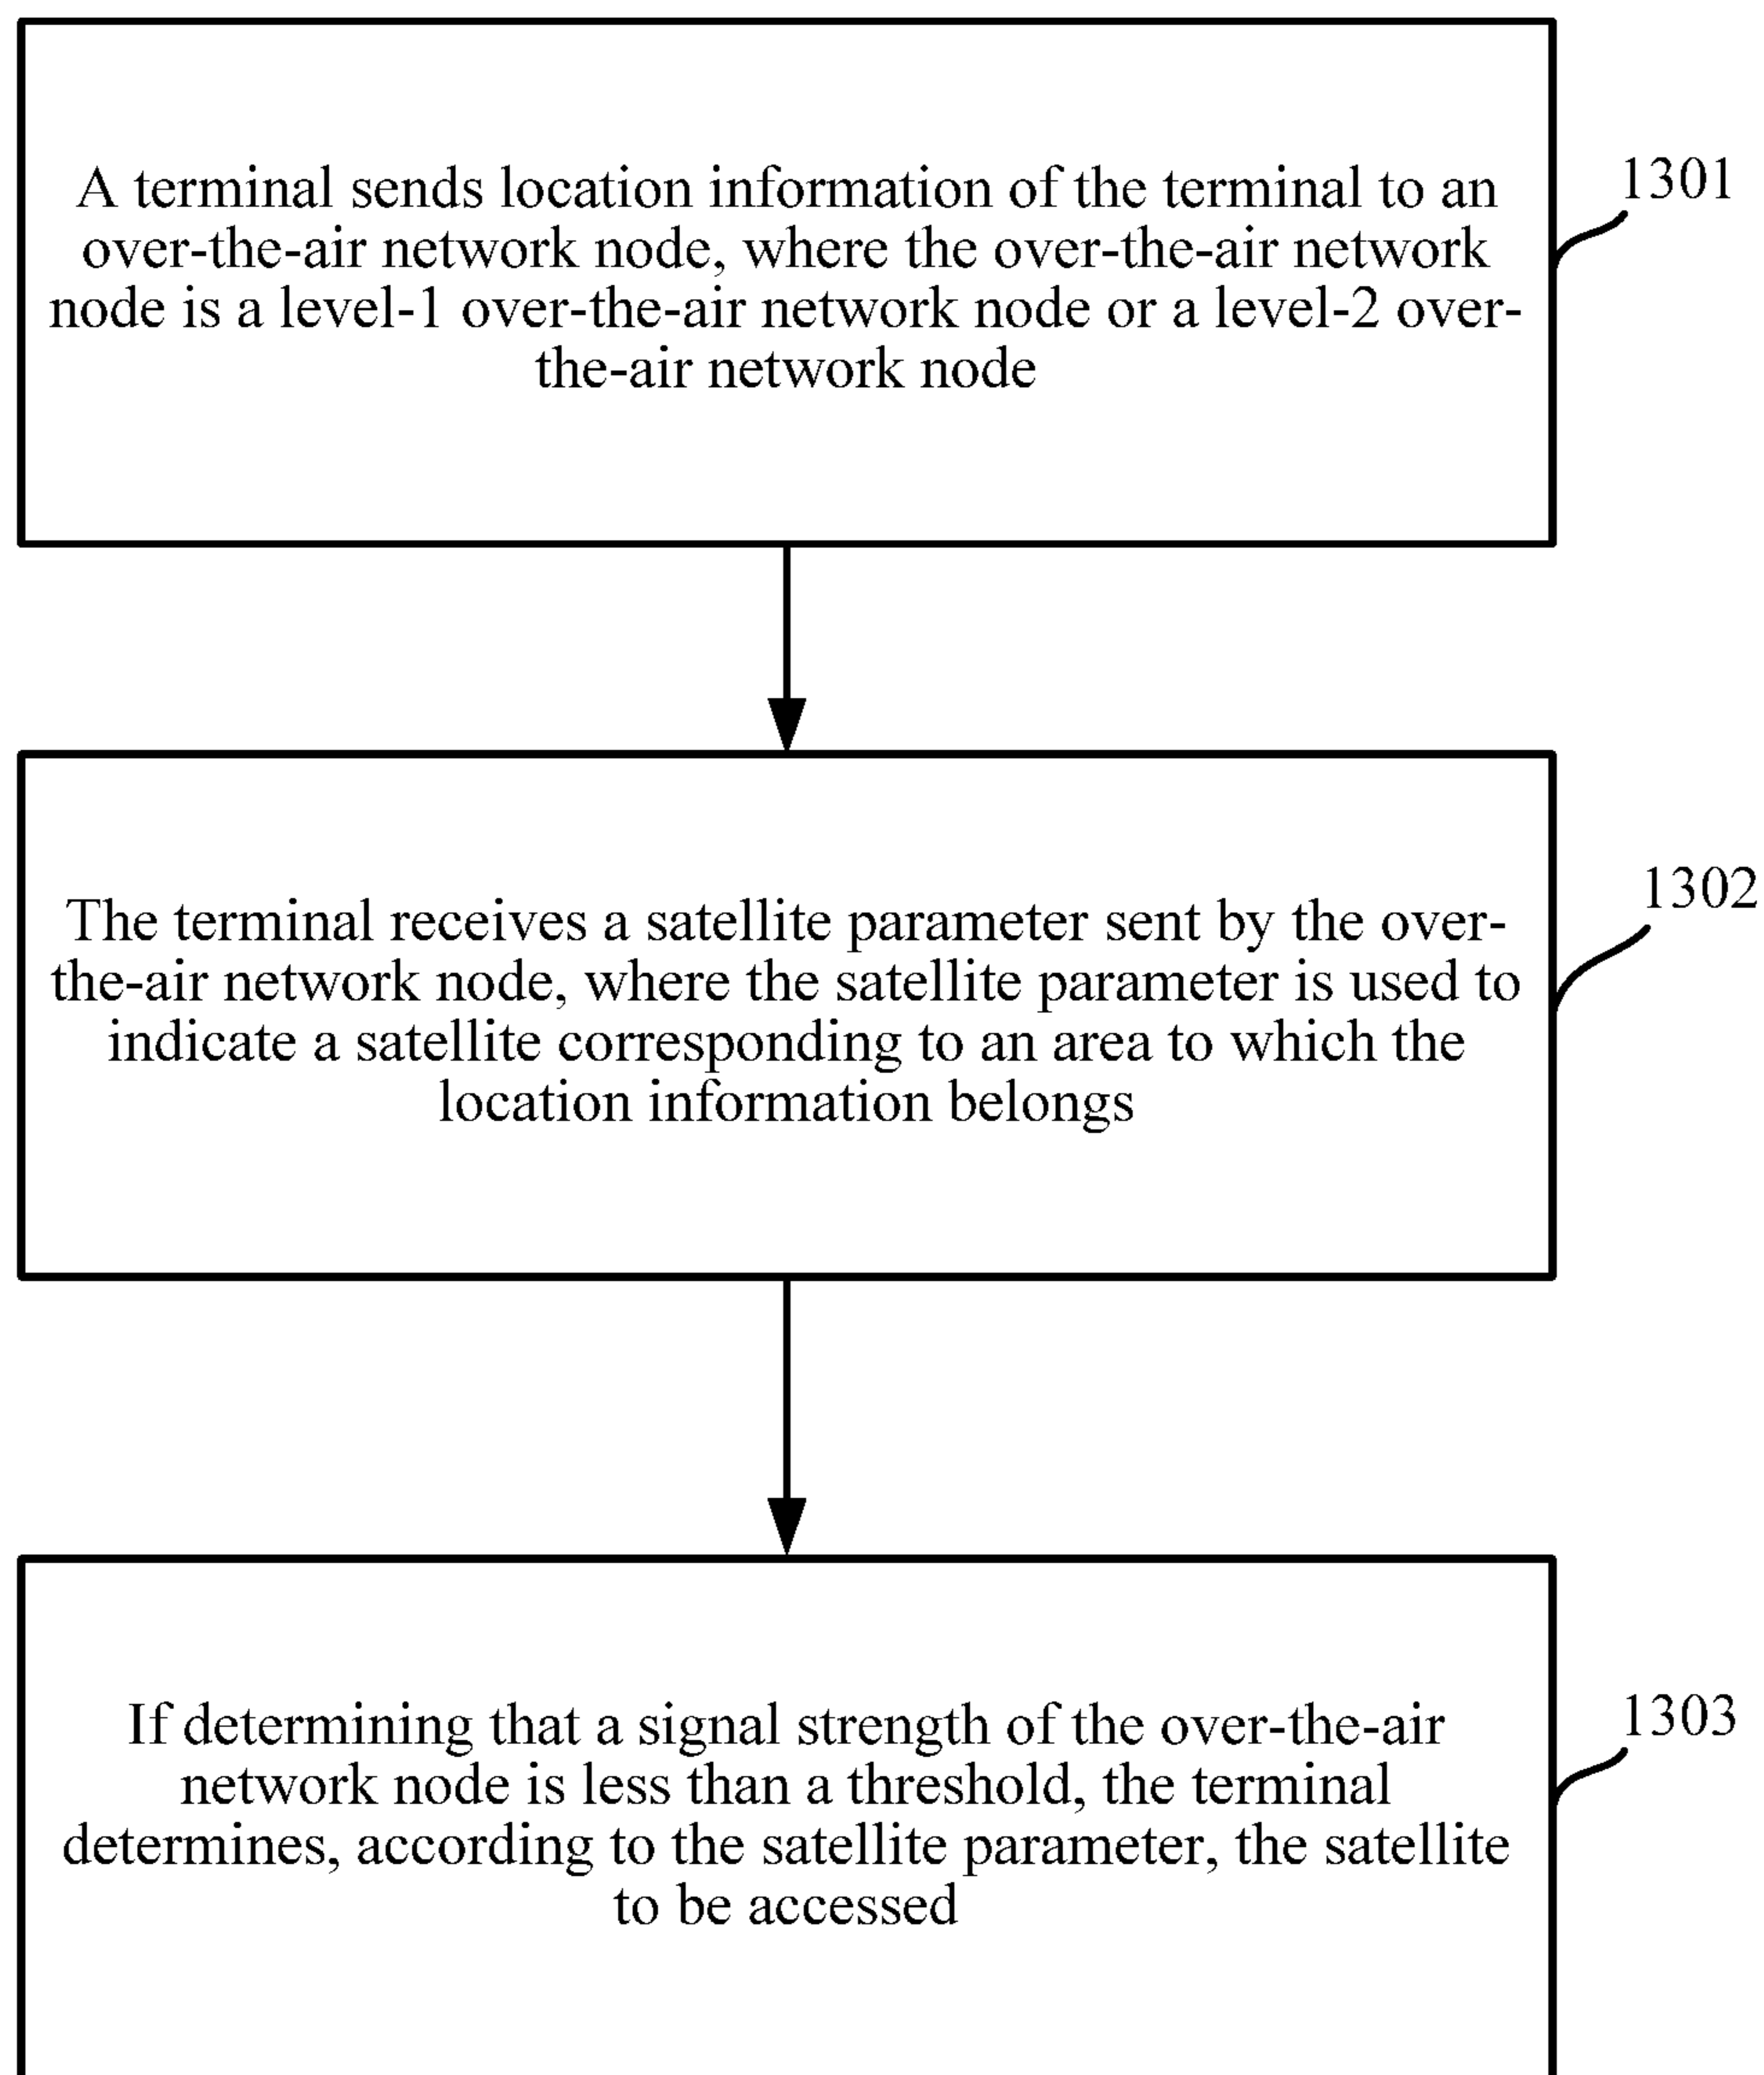 A terminal sends location information of the terminal to an
over-the-air network node, where the over-the-air network
node is a level-1 over-the-air network node or a level-2 over-
the-air network node
1301
The terminal receives a satellite parameter sent by the over-
the-air network node, where the satellite parameter is used to
indicate a satellite corresponding to an area to which the
location information belongs
1302
If determining that a signal strength of the over-the-air
network node is less than a threshold, the terminal
determines, according to the satellite parameter, the satellite
to be accessed
1303